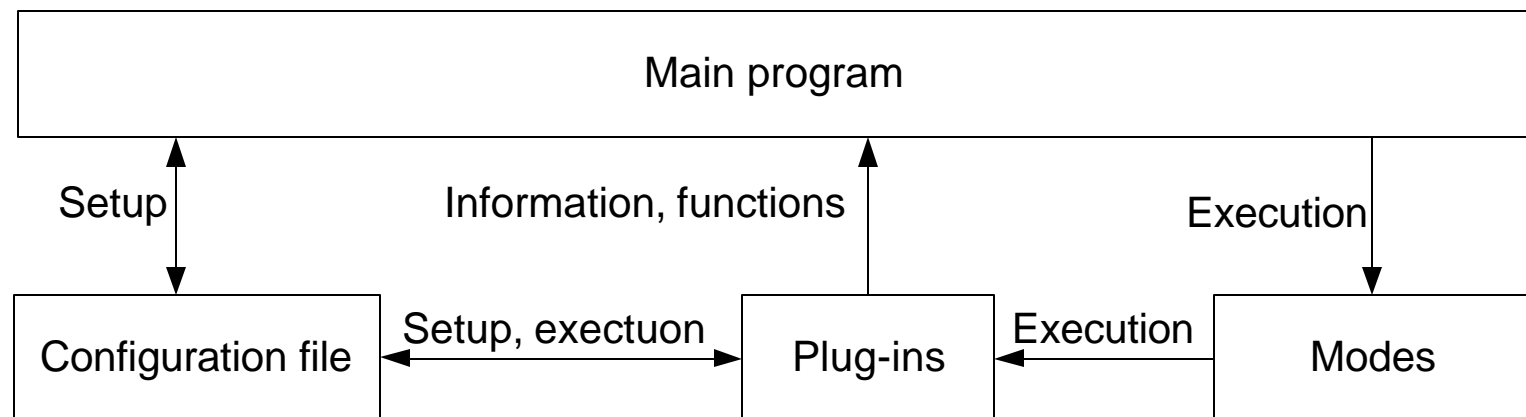 Main program
Setup
Information, functions
Execution
Setup, exectuon
Execution
Configuration file
Plug-ins
Modes